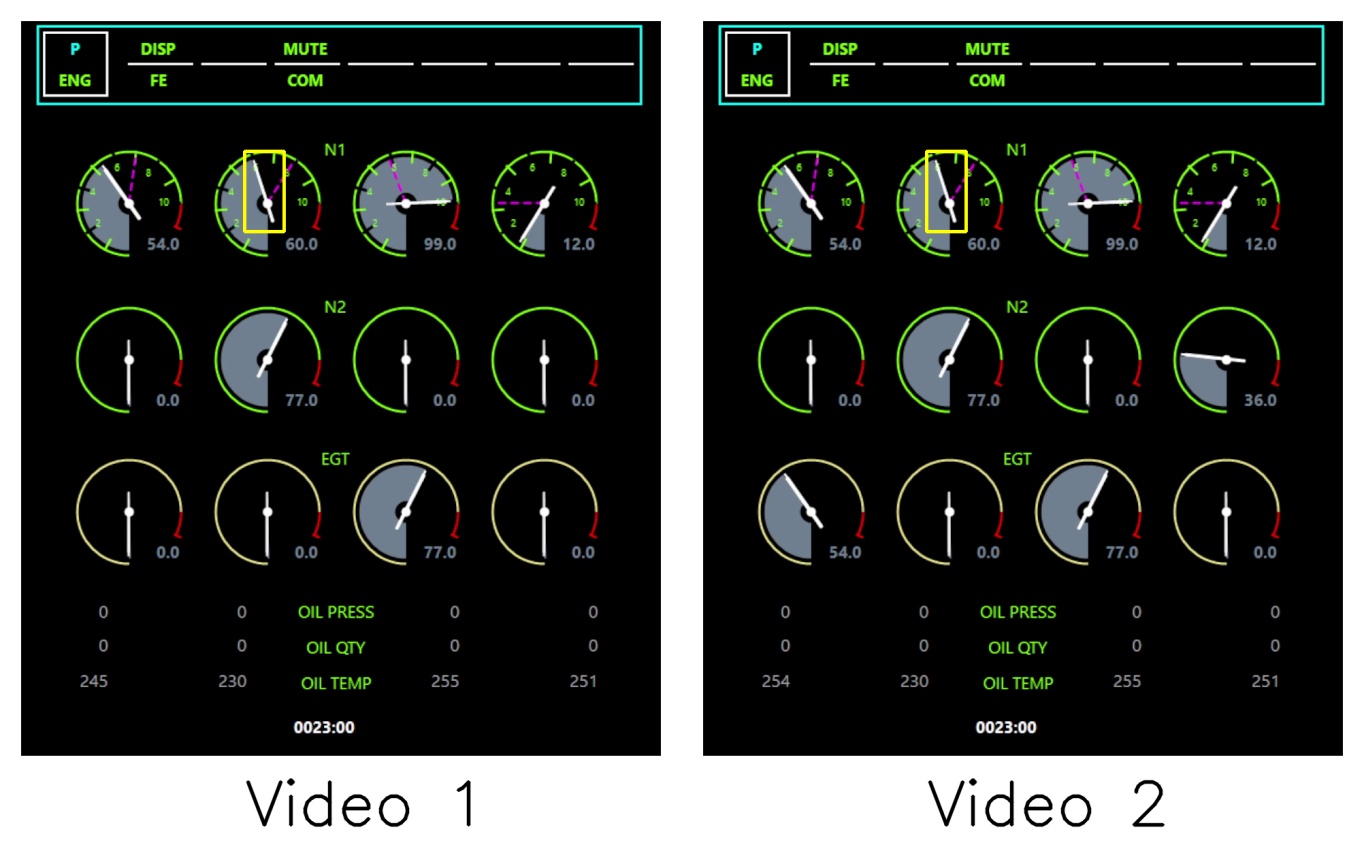 P DISP MUTE
ENG FE COM
N1
2 4 6 8 10 54.0
2 6 8 10 60.0
2 4 6 8 10 99.0
2 4 6 8 10 12.0
N2
0.0 77.0 0.0 0.0
EGT
0.0 0.0 77.0 0.0
0 0 OIL PRESS 0 0
0 0 OIL QTY 0 0
245 230 OIL TEMP 255 251
0023:00
Video 1
P DISP MUTE
ENG FE COM
N1
2 4 6 8 10 54.0
2 6 8 10 60.0
2 4 6 8 10 99.0
2 4 6 8 10 12.0
N2
0.0 77.0 0.0 36.0
EGT
54.0 0.0 77.0 0.0
0 0 OIL PRESS 0 0
0 0 OIL QTY 0 0
254 230 OIL TEMP 255 251
0023:00
Video 2